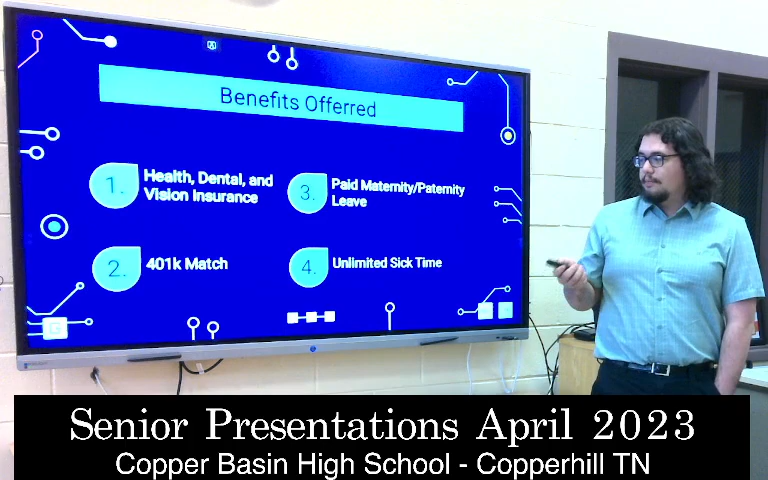 Benefits Offerred
1.
Health, Dental, and
Vision Insurance
2.
401k Match
3.
Paid Maternity/Paternity
Leave
4.
Unlimited Sick Time
Senior Presentations April 2023
Copper Basin High School - Copperhill TN